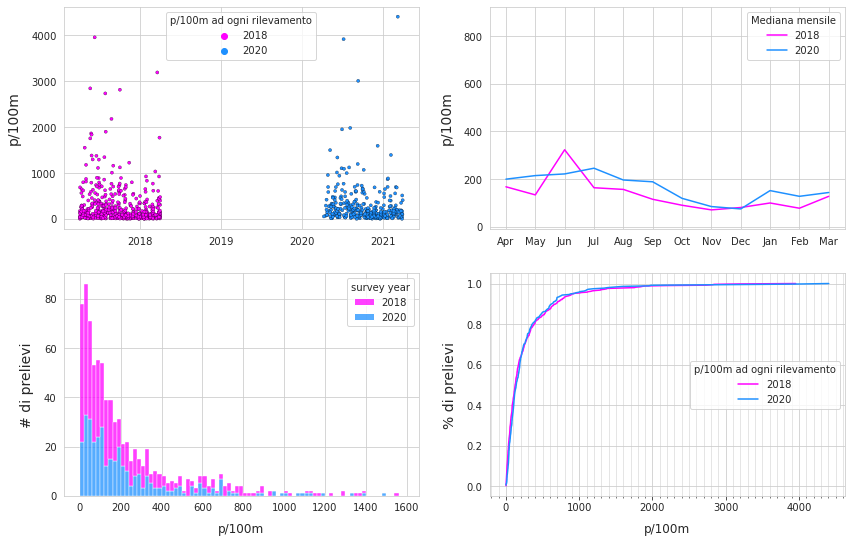 p/100m ad ogni rilevamento
2018
2020
p/100m
4000
3000
2000
1000
0
2018
2019
2020
2021
Mediana mensile
2018
2020
p/100m
800
600
400
200
0
Apr May Jun Jul Aug Sep Oct Nov Dec Jan Feb Mar
survey year
2018
2020
# di prelievi
80
60
40
20
0
0 200 400 600 800 1000 1200 1400 1600
p/100m
p/100m ad ogni rilevamento
2018
2020
% di prelievi
1.0
0.8
0.6
0.4
0.2
0.0
0 1000 2000 3000 4000
p/100m